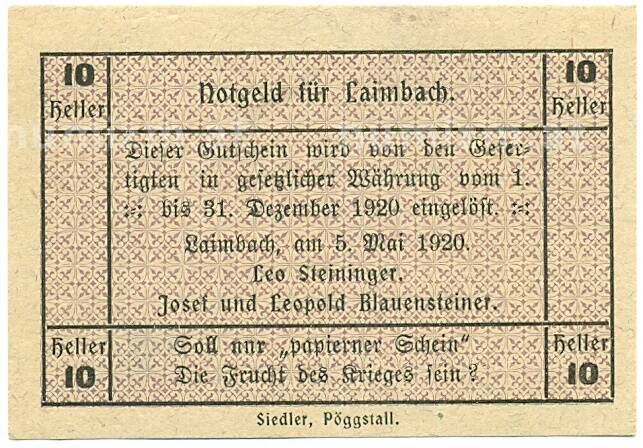 10 10
Heller Heller
Notgeld für Laimbach.
Dieser Gutschein wird von den Gefer-
tigten in gesetzlicher Währung vom 1.
:-: bis 31. Dezember 1920 eingelöst. :-:
Laimbach, am 5. Mai 1920.
Leo Steininger.
Josef und Leopold Blauensteiner.
Heller Heller
10 10
Soll nur „papierner Schein“
Die Frucht des Krieges sein?
Siedler, Pöggstall.